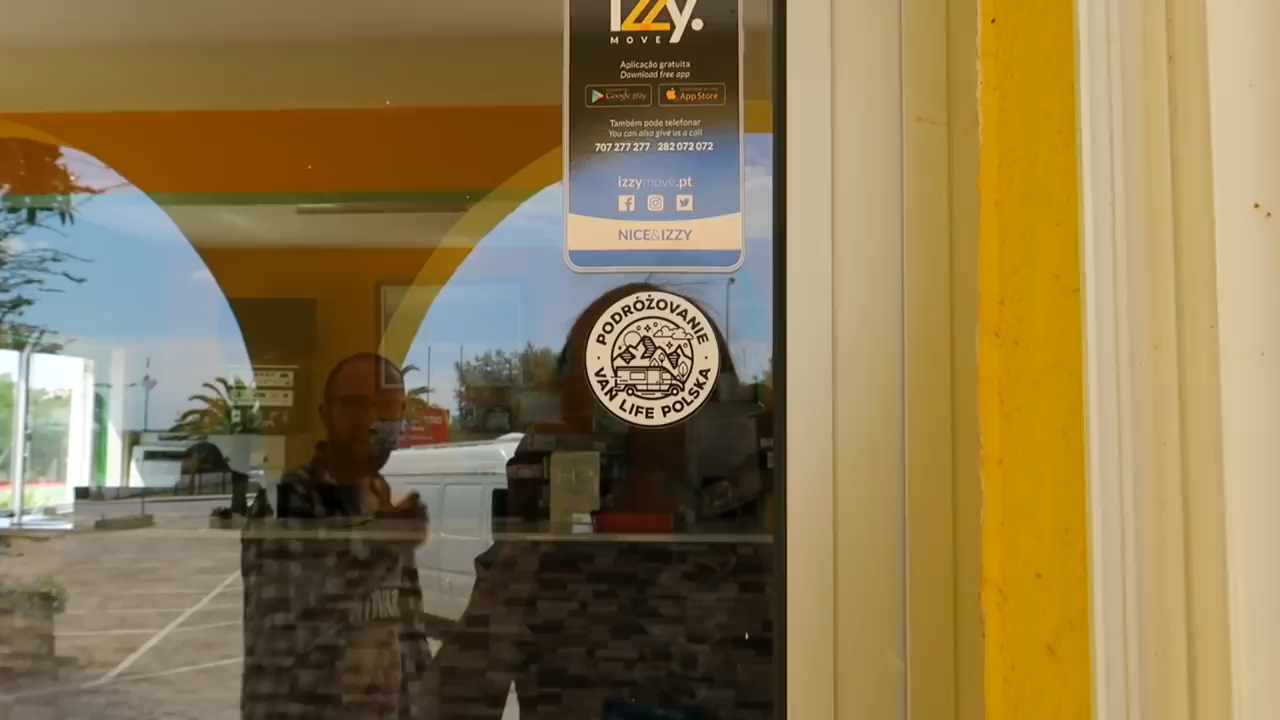 izzy.
MOVE
Aplicação gratuita
Download free app
Google play
App Store
Também pode telefonar
You can also give us a call
707 277 277 282 072 072
izzymove.pt
NICE&IZZY
PODRÓŻOVANIE
VAN LIFE POLSKA